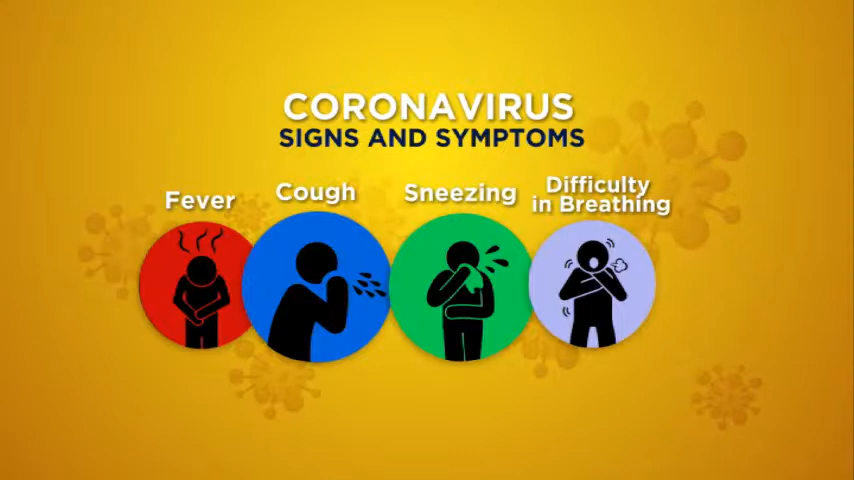 CORONAVIRUS
SIGNS AND SYMPTOMS
Fever
Cough
Sneezing
Difficulty
in Breathing